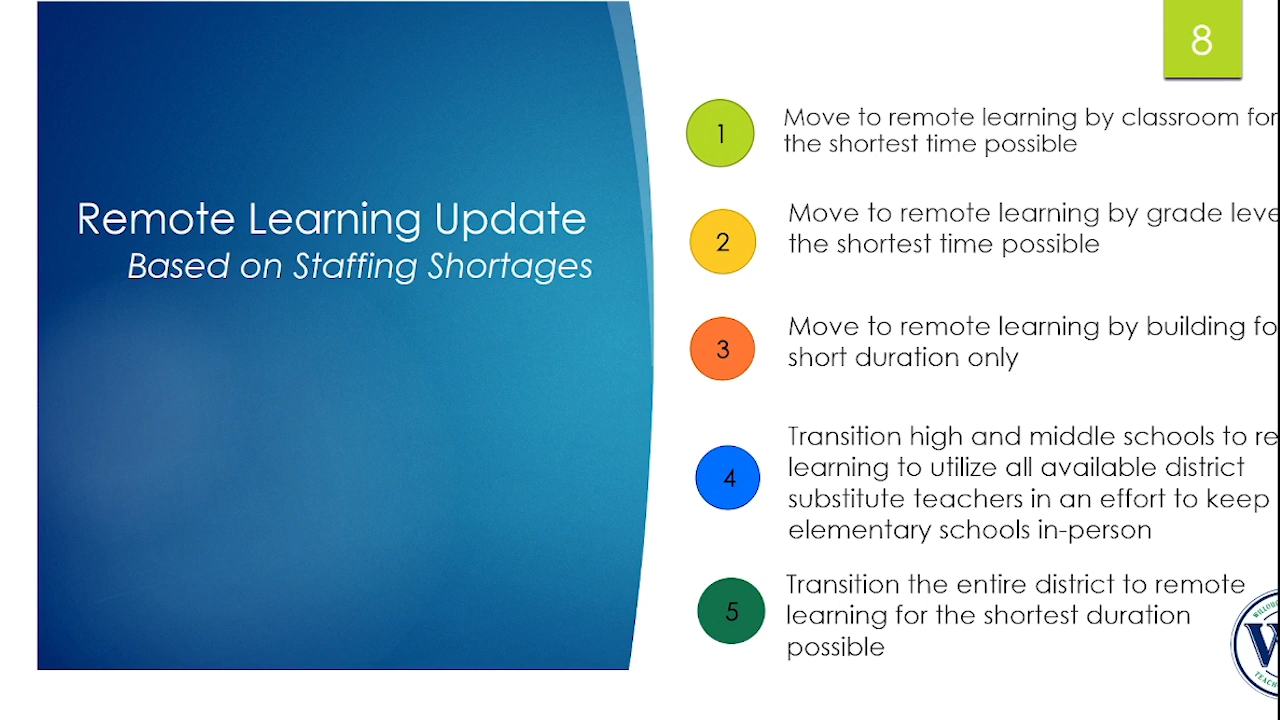 8
Remote Learning Update
Based on Staffing Shortages
1
Move to remote learning by classroom for
the shortest time possible
2
Move to remote learning by grade leve
the shortest time possible
3
Move to remote learning by building fo
short duration only
4
Transition high and middle schools to re
learning to utilize all available district
substitute teachers in an effort to keep
elementary schools in-person
5
Transition the entire district to remote
learning for the shortest duration
possible
W